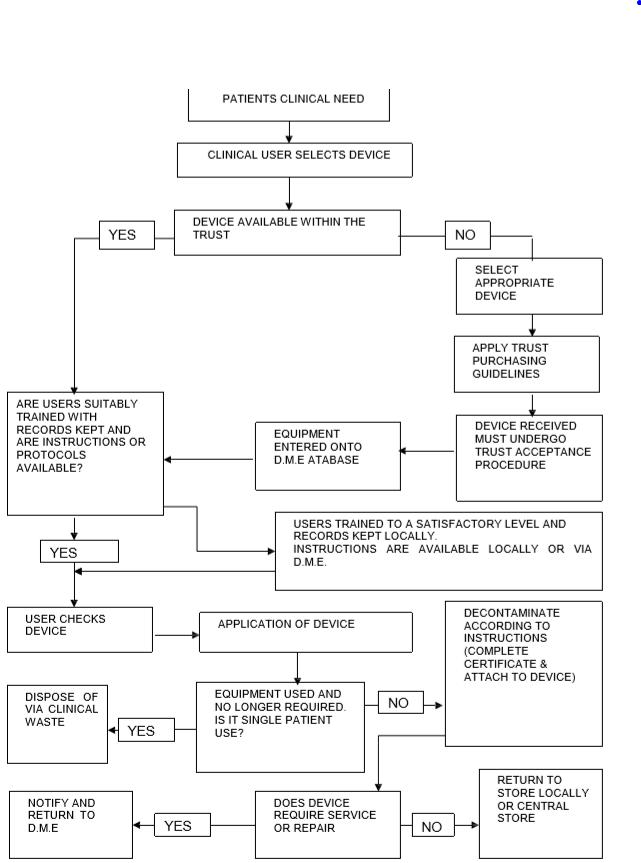 PATIENTS CLINICAL NEED
CLINICAL USER SELECTS DEVICE
DEVICE AVAILABLE WITHIN THE
TRUST
YES
NO
SELECT
APPROPRIATE
DEVICE
APPLY TRUST
PURCHASING
GUIDELINES
ARE USERS SUITABLY
TRAINED WITH
RECORDS KEPT AND
ARE INSTRUCTIONS OR
PROTOCOLS
AVAILABLE?
EQUIPMENT
ENTERED ONTO
D.M.E ATABASE
DEVICE RECEIVED
MUST UNDERGO
TRUST ACCEPTANCE
PROCEDURE
YES
USERS TRAINED TO A SATISFACTORY LEVEL AND
RECORDS KEPT LOCALLY.
INSTRUCTIONS ARE AVAILABLE LOCALLY OR VIA
D.M.E.
USER CHECKS
DEVICE
APPLICATION OF DEVICE
DECONTAMINATE
ACCORDING TO
INSTRUCTIONS
(COMPLETE
CERTIFICATE &
ATTACH TO DEVICE)
DISPOSE OF
VIA CLINICAL
WASTE
YES
EQUIPMENT USED AND
NO LONGER REQUIRED.
IS IT SINGLE PATIENT
USE?
NO
NOTIFY AND
RETURN TO
D.M.E
YES
DOES DEVICE
REQUIRE SERVICE
OR REPAIR
NO
RETURN TO
STORE LOCALLY
OR CENTRAL
STORE